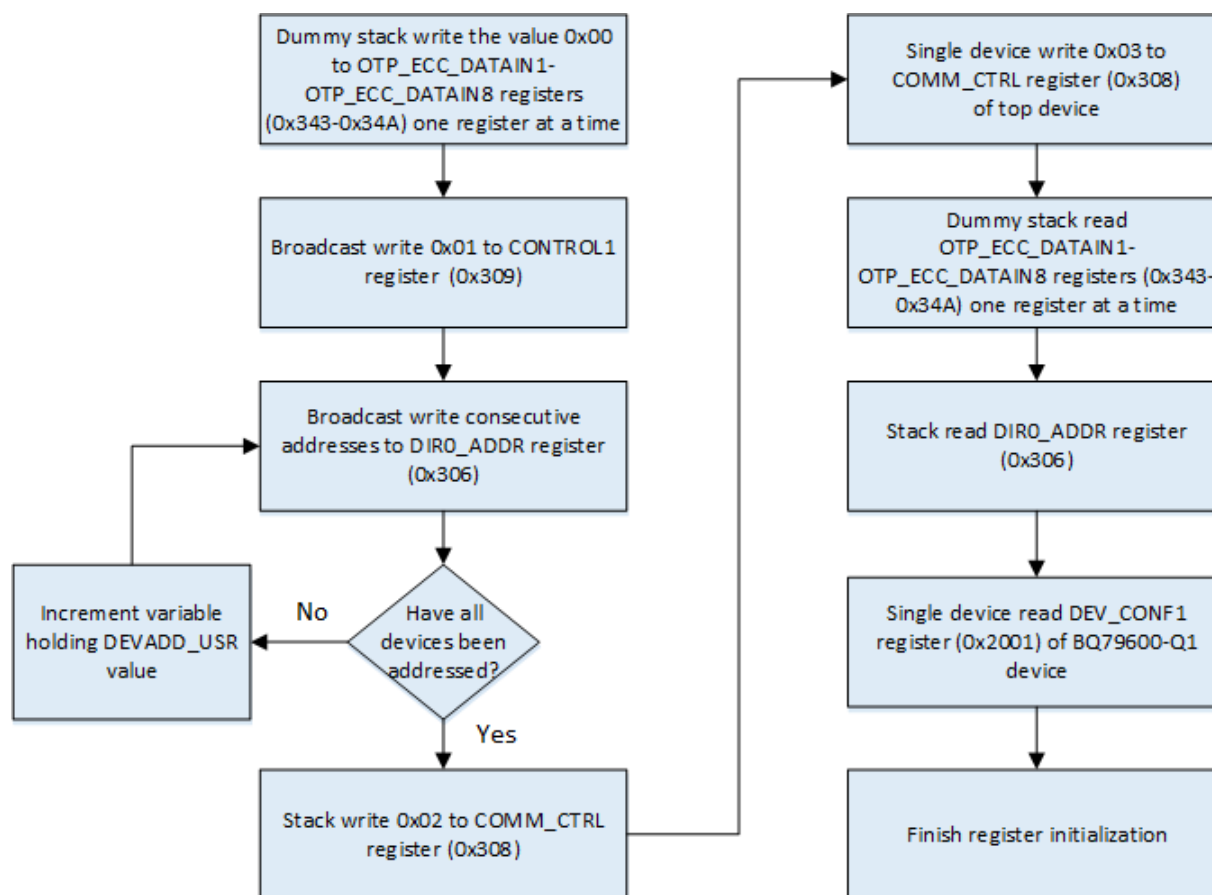 Dummy stack write the value 0x00
to OTP_ECC_DATAIN1-
OTP_ECC_DATAIN8 registers
(0x343-0x34A) one register at a time
Broadcast write 0x01 to CONTROL1
register (0x309)
Broadcast write consecutive
addresses to DIR0_ADDR register
(0x306)
Have all
devices been
addressed?
No
Increment variable
holding DEVADD_USR
value
Yes
Stack write 0x02 to COMM_CTRL
register (0x308)
Single device write 0x03 to
COMM_CTRL register (0x308)
of top device
Dummy stack read
OTP_ECC_DATAIN1-
OTP_ECC_DATAIN8 registers (0x343-
0x34A) one register at a time
Stack read DIR0_ADDR register
(0x306)
Single device read DEV_CONF1
register (0x2001) of BQ79600-Q1
device
Finish register initialization